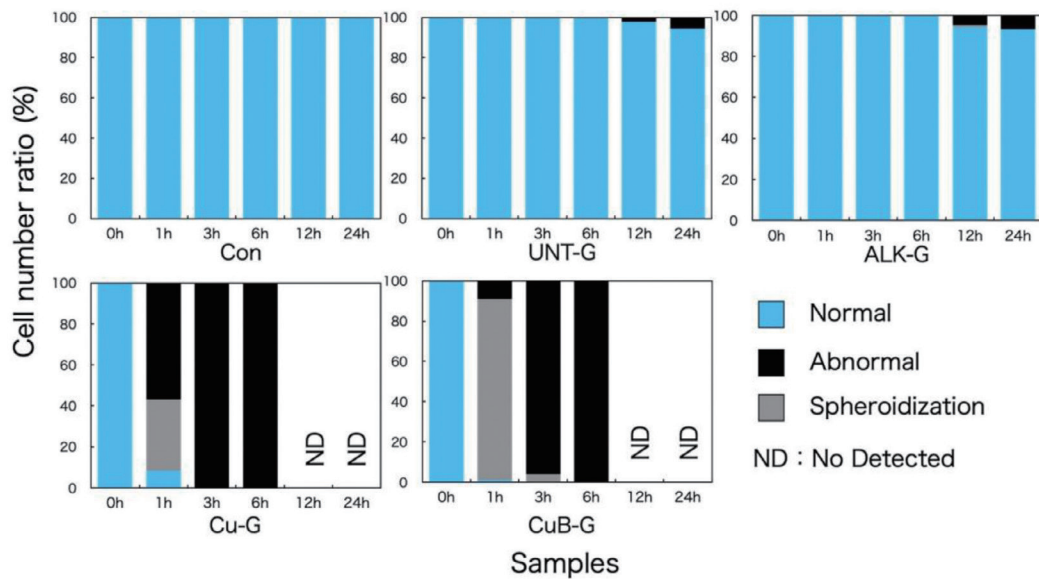 Cell number ratio (%)
100 80 60 40 20 0
0h 1h 3h 6h 12h 24h
Con
100 80 60 40 20 0
0h 1h 3h 6h 12h 24h
UNT-G
100 80 60 40 20 0
0h 1h 3h 6h 12h 24h
ALK-G
100 80 60 40 20 0
ND ND
0h 1h 3h 6h 12h 24h
Cu-G
100 80 60 40 20 0
ND ND
0h 1h 3h 6h 12h 24h
CuB-G
Normal
Abnormal
Spheroidization
ND : No Detected
Samples